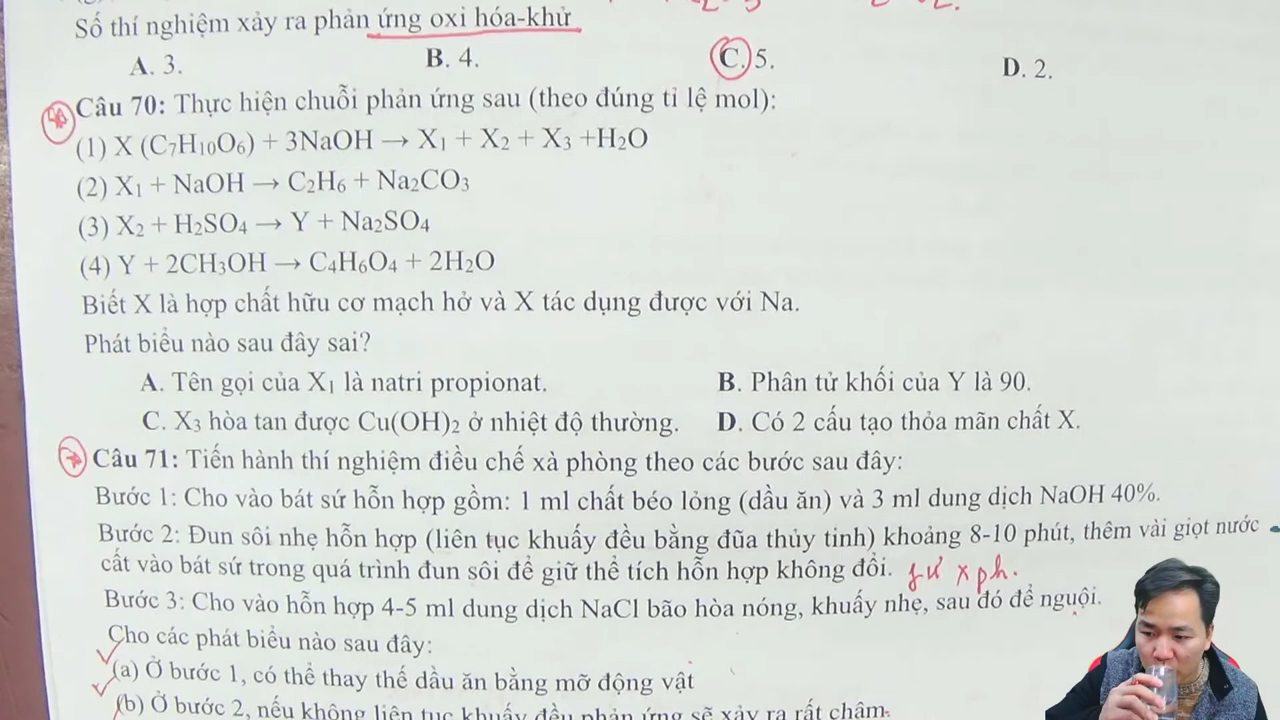 Số thí nghiệm xảy ra phản ứng oxi hóa-khử
A. 3. B. 4. C. 5. D. 2.
Câu 70: Thực hiện chuỗi phản ứng sau (theo đúng tỉ lệ mol):
(1) X (C₇H₁₀O₆) + 3NaOH → X₁ + X₂ + X₃ +H₂O
(2) X₁ + NaOH → C₂H₆ + Na₂CO₃
(3) X₂ + H₂SO₄ → Y + Na₂SO₄
(4) Y + 2CH₃OH → C₄H₆O₄ + 2H₂O
Biết X là hợp chất hữu cơ mạch hở và X tác dụng được với Na.
Phát biểu nào sau đây sai?
A. Tên gọi của X₁ là natri propionat. B. Phân tử khối của Y là 90.
C. X₃ hòa tan được Cu(OH)₂ ở nhiệt độ thường. D. Có 2 cấu tạo thỏa mãn chất X.
Câu 71: Tiến hành thí nghiệm điều chế xà phòng theo các bước sau đây:
Bước 1: Cho vào bát sứ hỗn hợp gồm: 1 ml chất béo lỏng (dầu ăn) và 3 ml dung dịch NaOH 40%.
Bước 2: Đun sôi nhẹ hỗn hợp (liên tục khuấy đều bằng đũa thủy tinh) khoảng 8-10 phút, thêm vài giọt nước
cất vào bát sứ trong quá trình đun sôi để giữ thể tích hỗn hợp không đổi.
Bước 3: Cho vào hỗn hợp 4-5 ml dung dịch NaCl bão hòa nóng, khuấy nhẹ, sau đó để nguội.
Cho các phát biểu nào sau đây:
(a) Ở bước 1, có thể thay thế dầu ăn bằng mỡ động vật
(b) Ở bước 2, nếu không liên tục khuấy đều phản ứng sẽ xảy ra rất chậm.